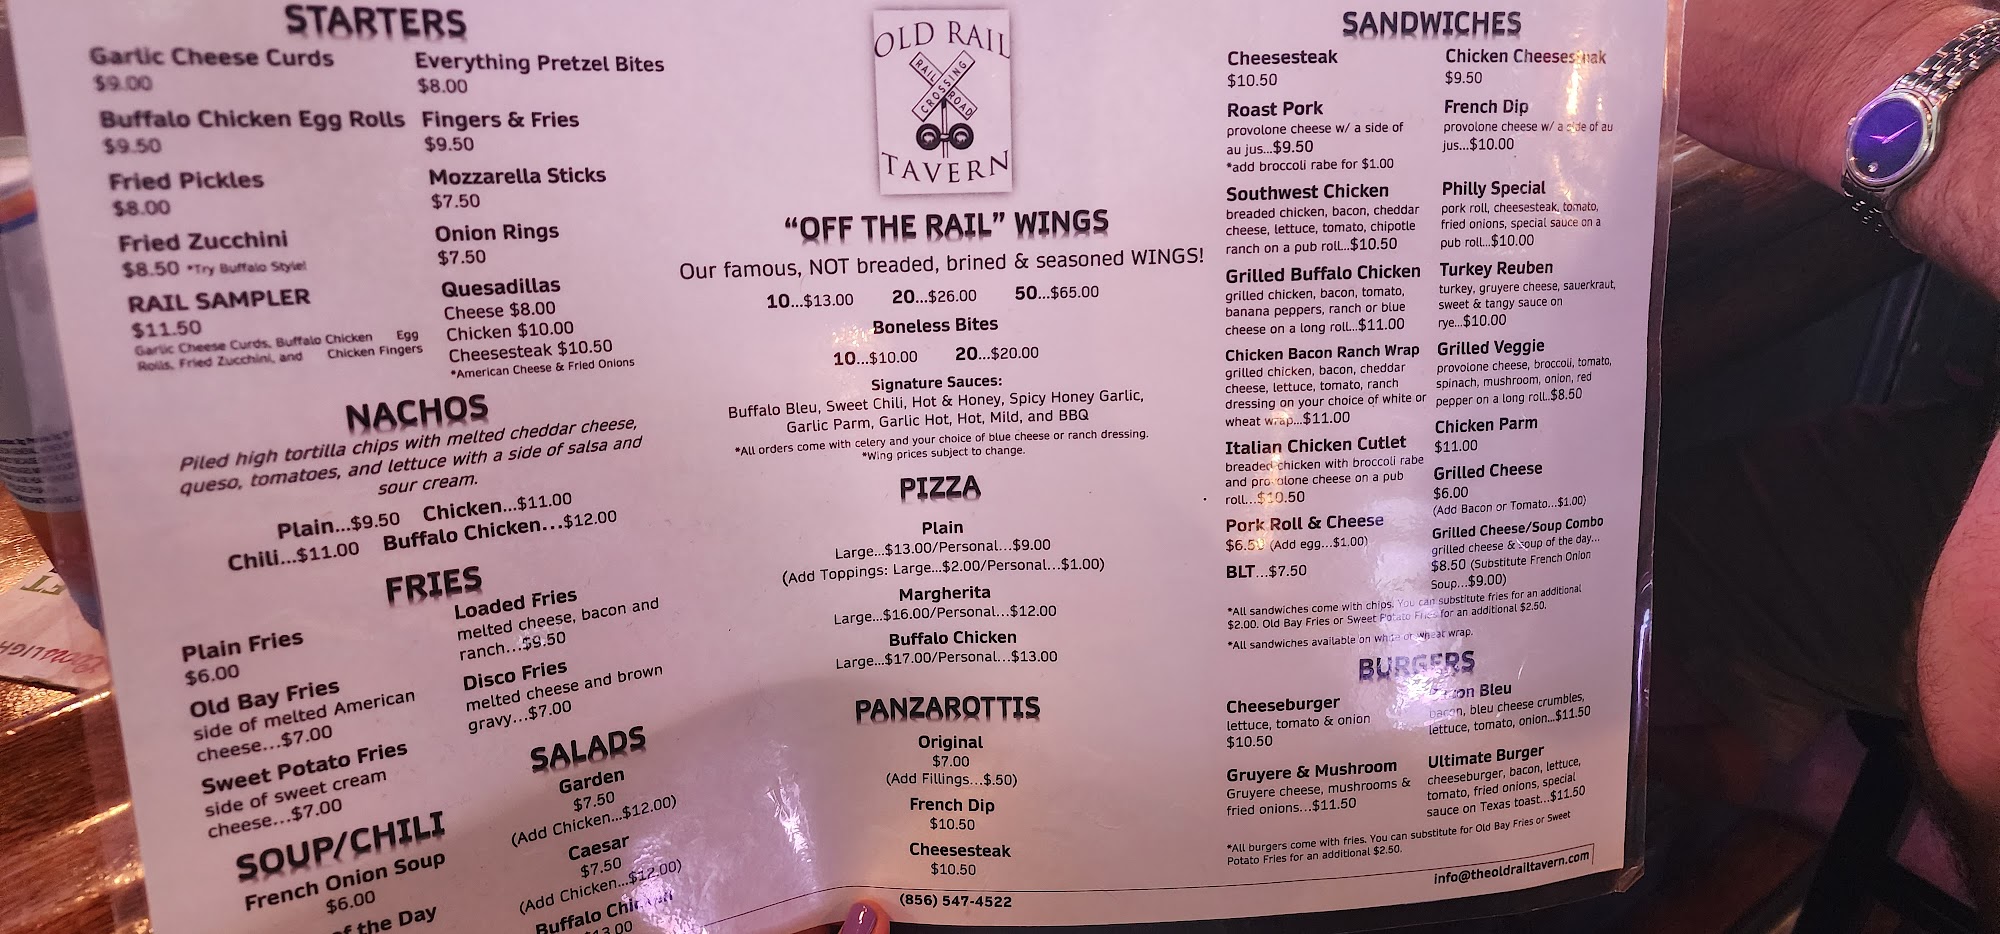 STARTERS
Garlic Cheese Curds
$9.00
Buffalo Chicken Egg Rolls
$9.50
Fried Pickles
$8.00
Fried Zucchini
$8.50 *Try Buffalo Style!
RAIL SAMPLER
$11.50
Garlic Cheese Curds, Buffalo Chicken Egg
Rolls, Fried Zucchini, and Chicken Fingers
Everything Pretzel Bites
$8.00
Fingers & Fries
$9.50
Mozzarella Sticks
$7.50
Onion Rings
$7.50
Quesadillas
Cheese $8.00
Chicken $10.00
Cheesesteak $10.50
*American Cheese & Fried Onions
NACHOS
Piled high tortilla chips with melted cheddar cheese,
queso, tomatoes, and lettuce with a side of salsa and
sour cream.
Plain...$9.50 Chicken...$11.00
Chili...$11.00 Buffalo Chicken...$12.00
FRIES
Plain Fries
$6.00
Old Bay Fries
side of melted American
cheese...$7.00
Sweet Potato Fries
side of sweet cream
cheese...$7.00
Loaded Fries
melted cheese, bacon and
ranch...$9.50
Disco Fries
melted cheese and brown
gravy...$7.00
SOUP/CHILI
French Onion Soup
$6.00
of the Day
SALADS
Garden
$7.50
(Add Chicken...$12.00)
Caesar
$7.50
(Add Chicken...$12.00)
Buffalo Chicken
OLD RAIL
RAIL ROAD
CROSSING
TAVERN
"OFF THE RAIL" WINGS
Our famous, NOT breaded, brined & seasoned WINGS!
10...$13.00 20...$26.00 50...$65.00
Boneless Bites
10...$10.00 20...$20.00
Signature Sauces:
Buffalo Bleu, Sweet Chili, Hot & Honey, Spicy Honey Garlic,
Garlic Parm, Garlic Hot, Hot, Mild, and BBQ
*All orders come with celery and your choice of blue cheese or ranch dressing.
*Wing prices subject to change.
PIZZA
Plain
Large...$13.00/Personal...$9.00
(Add Toppings: Large...$2.00/Personal...$1.00)
Margherita
Large...$16.00/Personal...$12.00
Buffalo Chicken
Large...$17.00/Personal...$13.00
PANZAROTTIS
Original
$7.00
(Add Fillings...$.50)
French Dip
$10.50
Cheesesteak
$10.50
(856) 547-4522
SANDWICHES
Cheesesteak
$10.50
Roast Pork
provolone cheese w/ a side of
au jus...$9.50
*add broccoli rabe for $1.00
Southwest Chicken
breaded chicken, bacon, cheddar
cheese, lettuce, tomato, chipotle
ranch on a pub roll...$10.50
Grilled Buffalo Chicken
grilled chicken, bacon, tomato,
banana peppers, ranch or blue
cheese on a long roll...$11.00
Chicken Bacon Ranch Wrap
grilled chicken, bacon, cheddar
cheese, lettuce, tomato, ranch
dressing on your choice of white or
wheat wrap...$11.00
Italian Chicken Cutlet
breaded chicken with broccoli rabe
and provolone cheese on a pub
roll...$10.50
Pork Roll & Cheese
$6.50 (Add egg...$1.00)
BLT...$7.50
Chicken Cheesesteak
$9.50
French Dip
provolone cheese w/ a side of au
jus...$10.00
Philly Special
pork roll, cheesesteak, tomato,
fried onions, special sauce on a
pub roll...$10.00
Turkey Reuben
turkey, gruyere cheese, sauerkraut,
sweet & tangy sauce on
rye...$10.00
Grilled Veggie
provolone cheese, broccoli, tomato,
spinach, mushroom, onion, red
pepper on a long roll..$8.50
Chicken Parm
$11.00
Grilled Cheese
$6.00
(Add Bacon or Tomato...$1.00)
Grilled Cheese/Soup Combo
grilled cheese & soup of the day...
$8.50 (Substitute French Onion
Soup...$9.00)
*All sandwiches come with chips. You can substitute fries for an additional
$2.00. Old Bay Fries or Sweet Potato Fries for an additional $2.50.
*All sandwiches available on white or wheat wrap.
BURGERS
Cheeseburger
lettuce, tomato & onion
$10.50
Gruyere & Mushroom
Gruyere cheese, mushrooms &
fried onions...$11.50
Bacon Bleu
bacon, bleu cheese crumbles,
lettuce, tomato, onion...$11.50
Ultimate Burger
cheeseburger, bacon, lettuce,
tomato, fried onions, special
sauce on Texas toast...$11.50
*All burgers come with fries. You can substitute for Old Bay Fries or Sweet
Potato Fries for an additional $2.50.
info@theoldrailtavern.com